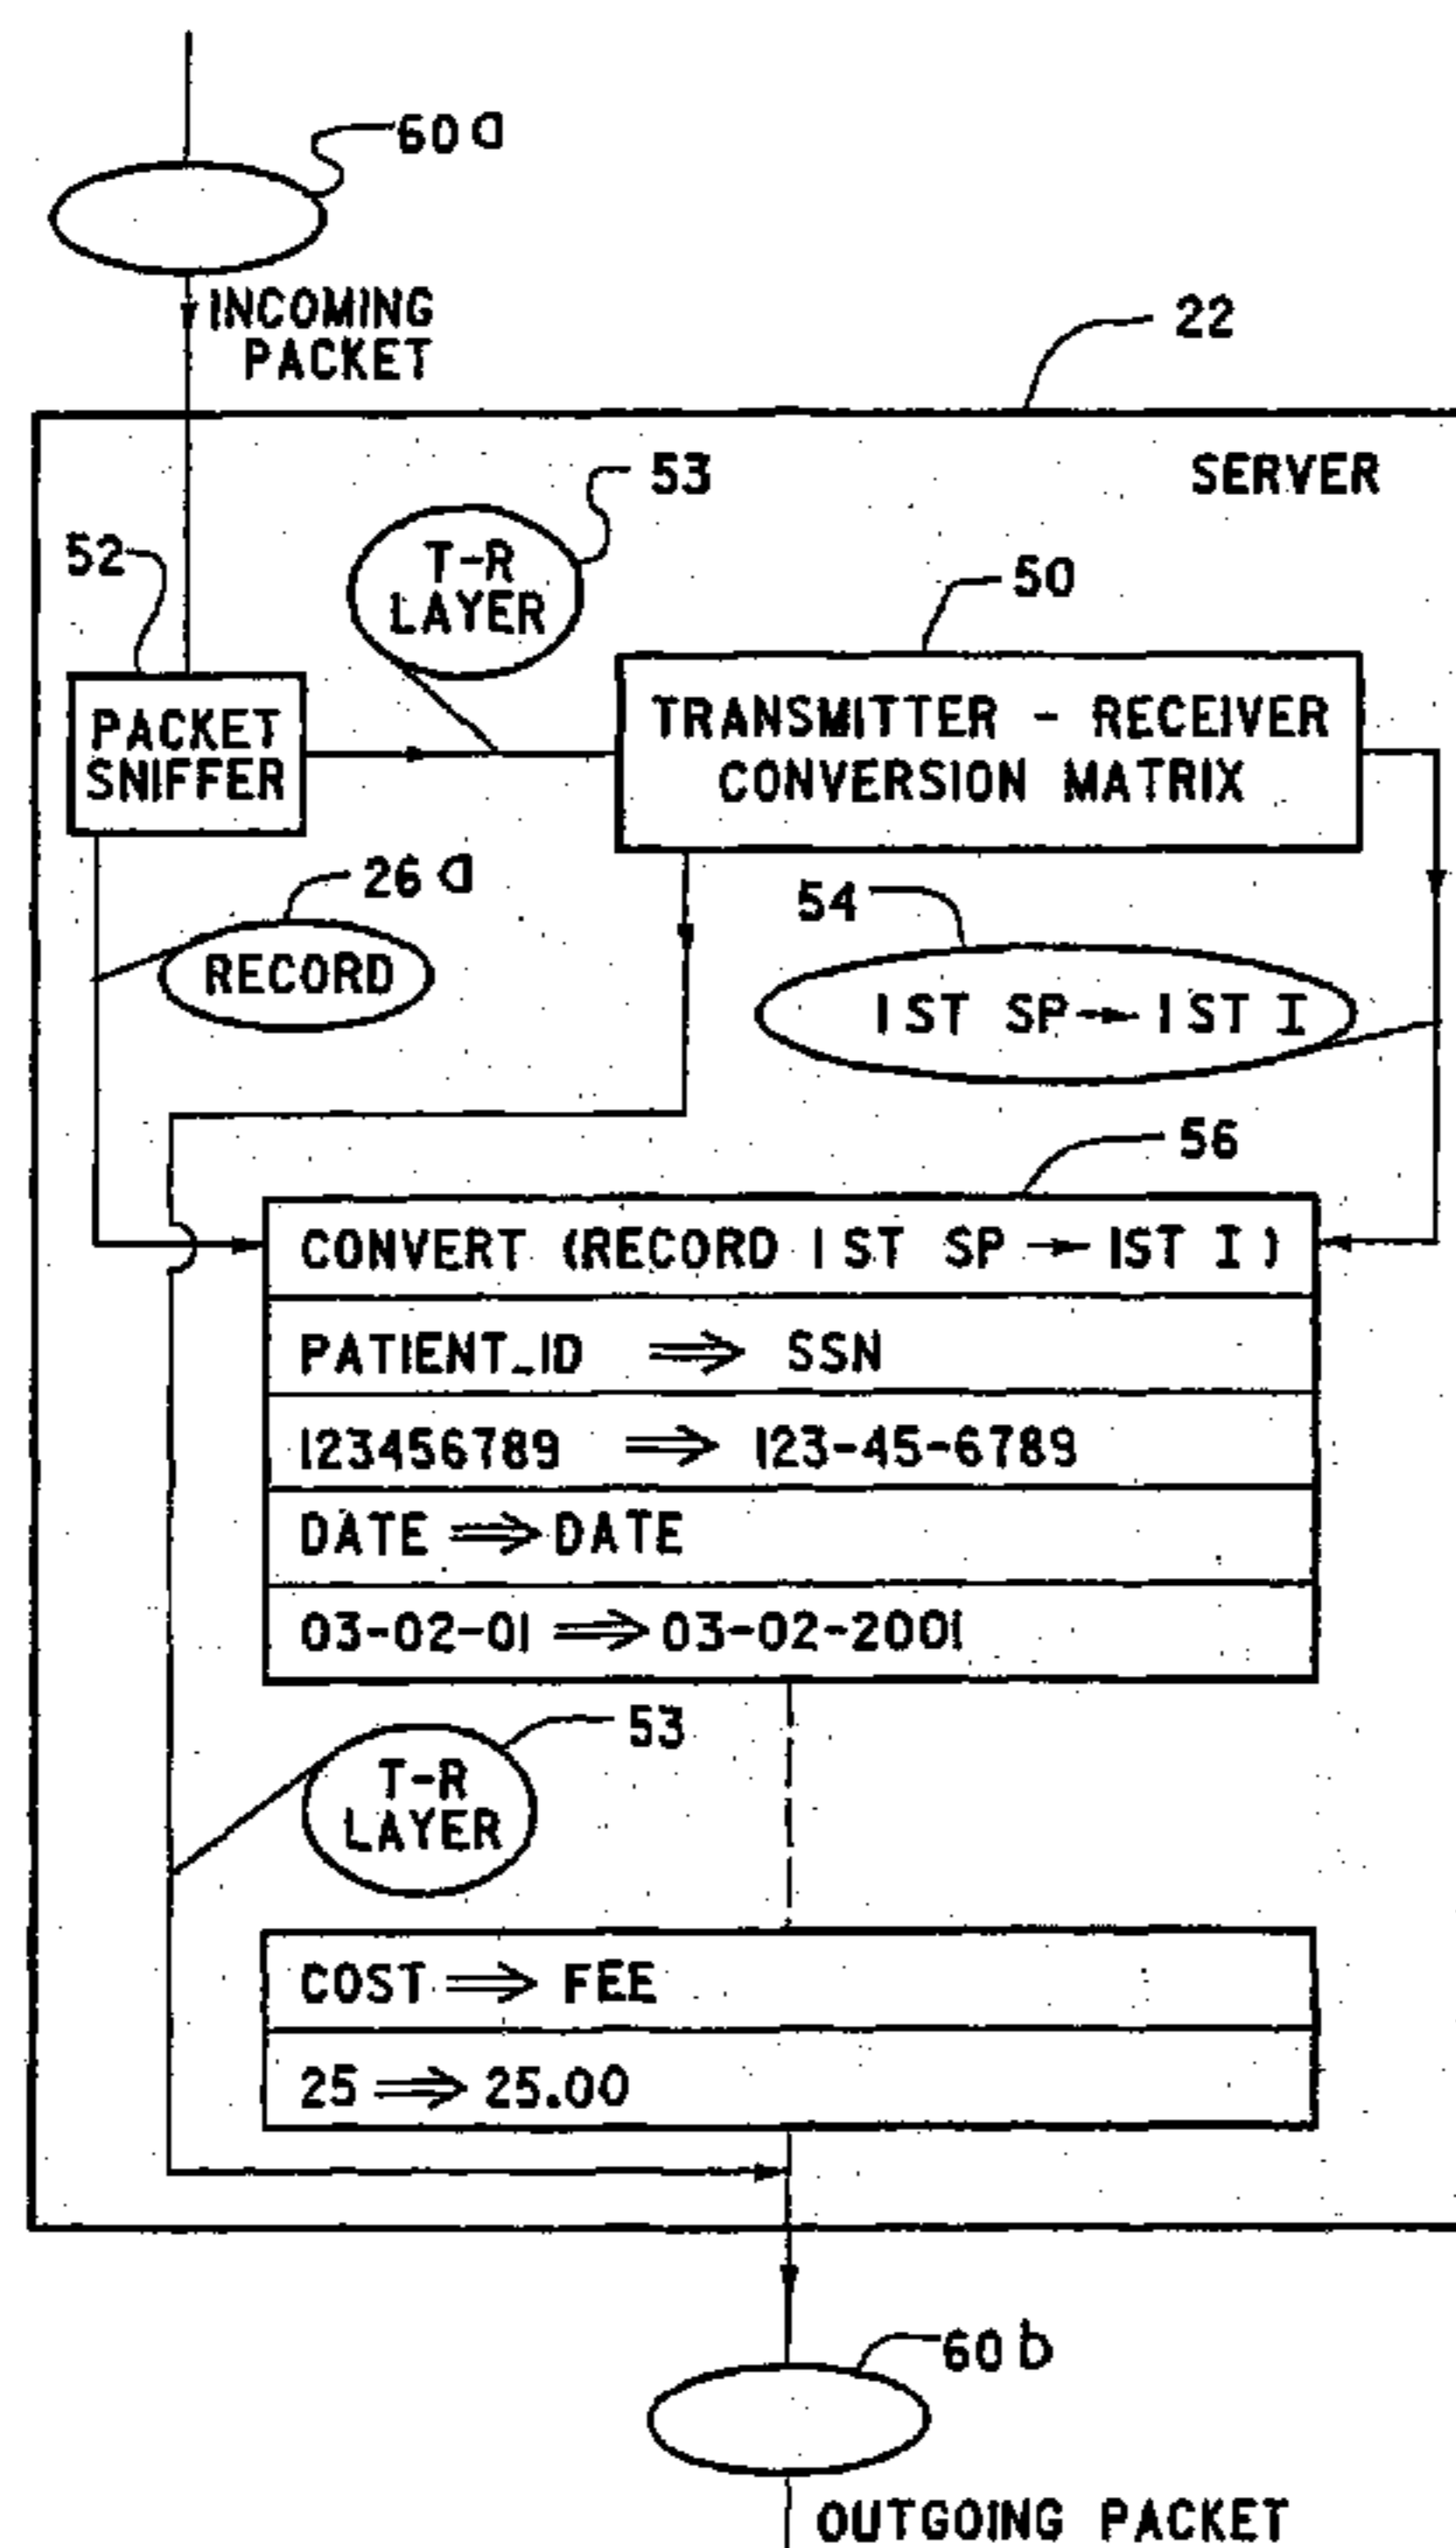 60a
INCOMING
PACKET
22
SERVER
53
T-R
LAYER
52
50
PACKET
SNIFFER
TRANSMITTER - RECEIVER
CONVERSION MATRIX
26a
RECORD
54
1ST SP → 1ST I
56
CONVERT (RECORD 1ST SP → 1ST I)
PATIENT_ID ⇒ SSN
123456789 ⇒ 123-45-6789
DATE ⇒ DATE
03-02-01 ⇒ 03-02-2001
53
T-R
LAYER
COST ⇒ FEE
25 ⇒ 25.00
60b
OUTGOING PACKET